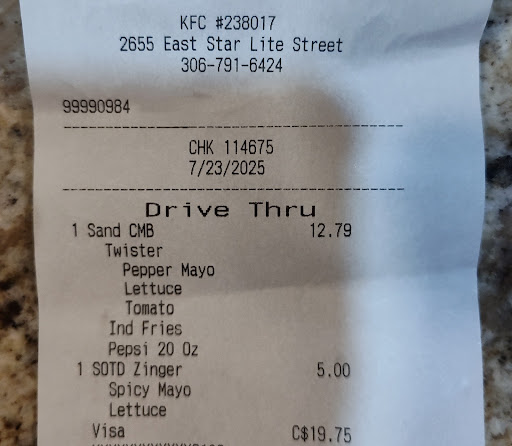 KFC #238017
2655 East Star Lite Street
306-791-6424
99990984
CHK 114675
7/23/2025
Drive Thru
1 Sand CMB 12.79
Twister
Pepper Mayo
Lettuce
Tomato
Ind Fries
Pepsi 20 Oz
1 SOTD Zinger 5.00
Spicy Mayo
Lettuce
Visa C$19.75